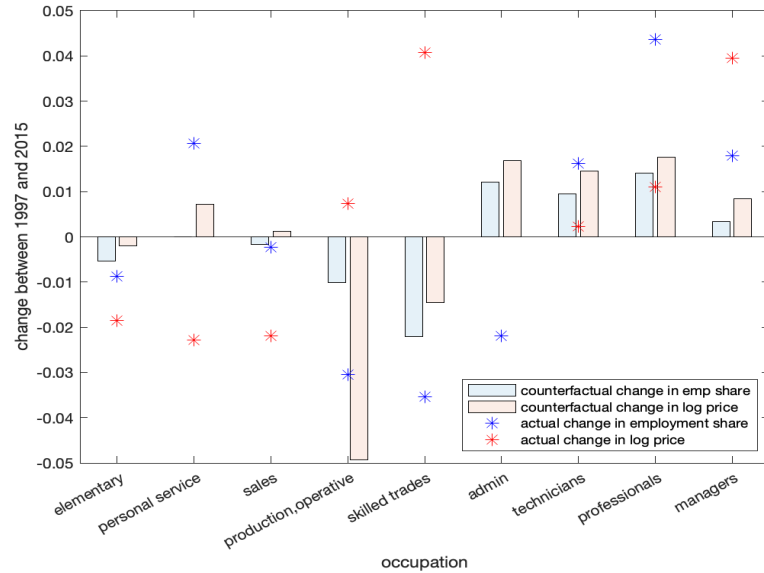 0.05
0.04
0.03
0.02
0.01
0
-0.01
-0.02
-0.03
-0.04
-0.05
change between 1997 and 2015
counterfactual change in emp share
counterfactual change in log price
actual change in employment share
actual change in log price
elementary
personal service
sales
production,operative
skilled trades
admin
technicians
professionals
managers
occupation